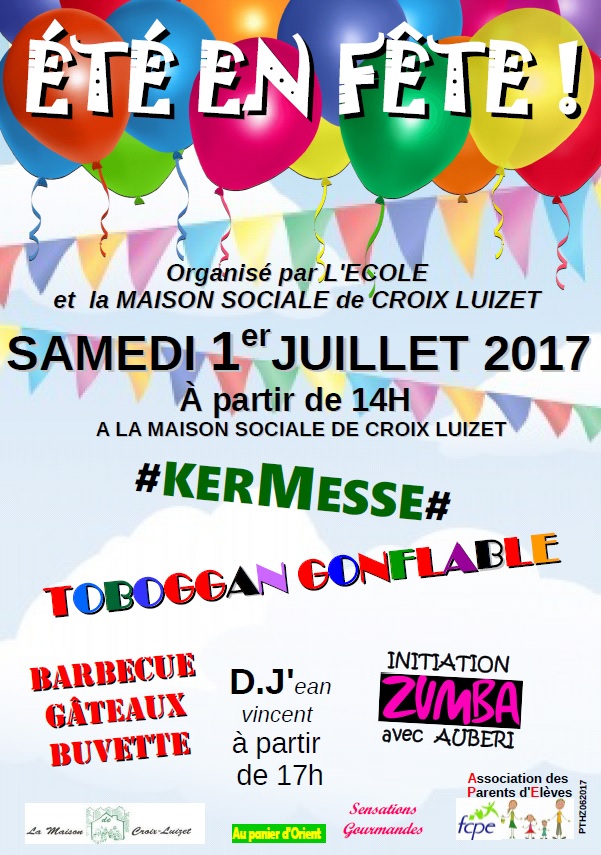 ÉTÉ EN FÊTE !
Organisé par L'ECOLE
et la MAISON SOCIALE de CROIX LUIZET
SAMEDI 1er JUILLET 2017
À partir de 14H
A LA MAISON SOCIALE DE CROIX LUIZET
#KERMESSE#
TOBOGGAN GONFLABLE
BARBECUE
GÂTEAUX
BUVETTE
D.J'ean
vincent
à partir
de 17h
INITIATION
ZUMBA
avec AUBERI
La Maison de Croix-Luizet
Au panier d'Orient
Sensations
Gourmandes
Association des
Parents d'Elèves
fcpe
PTHZ062017